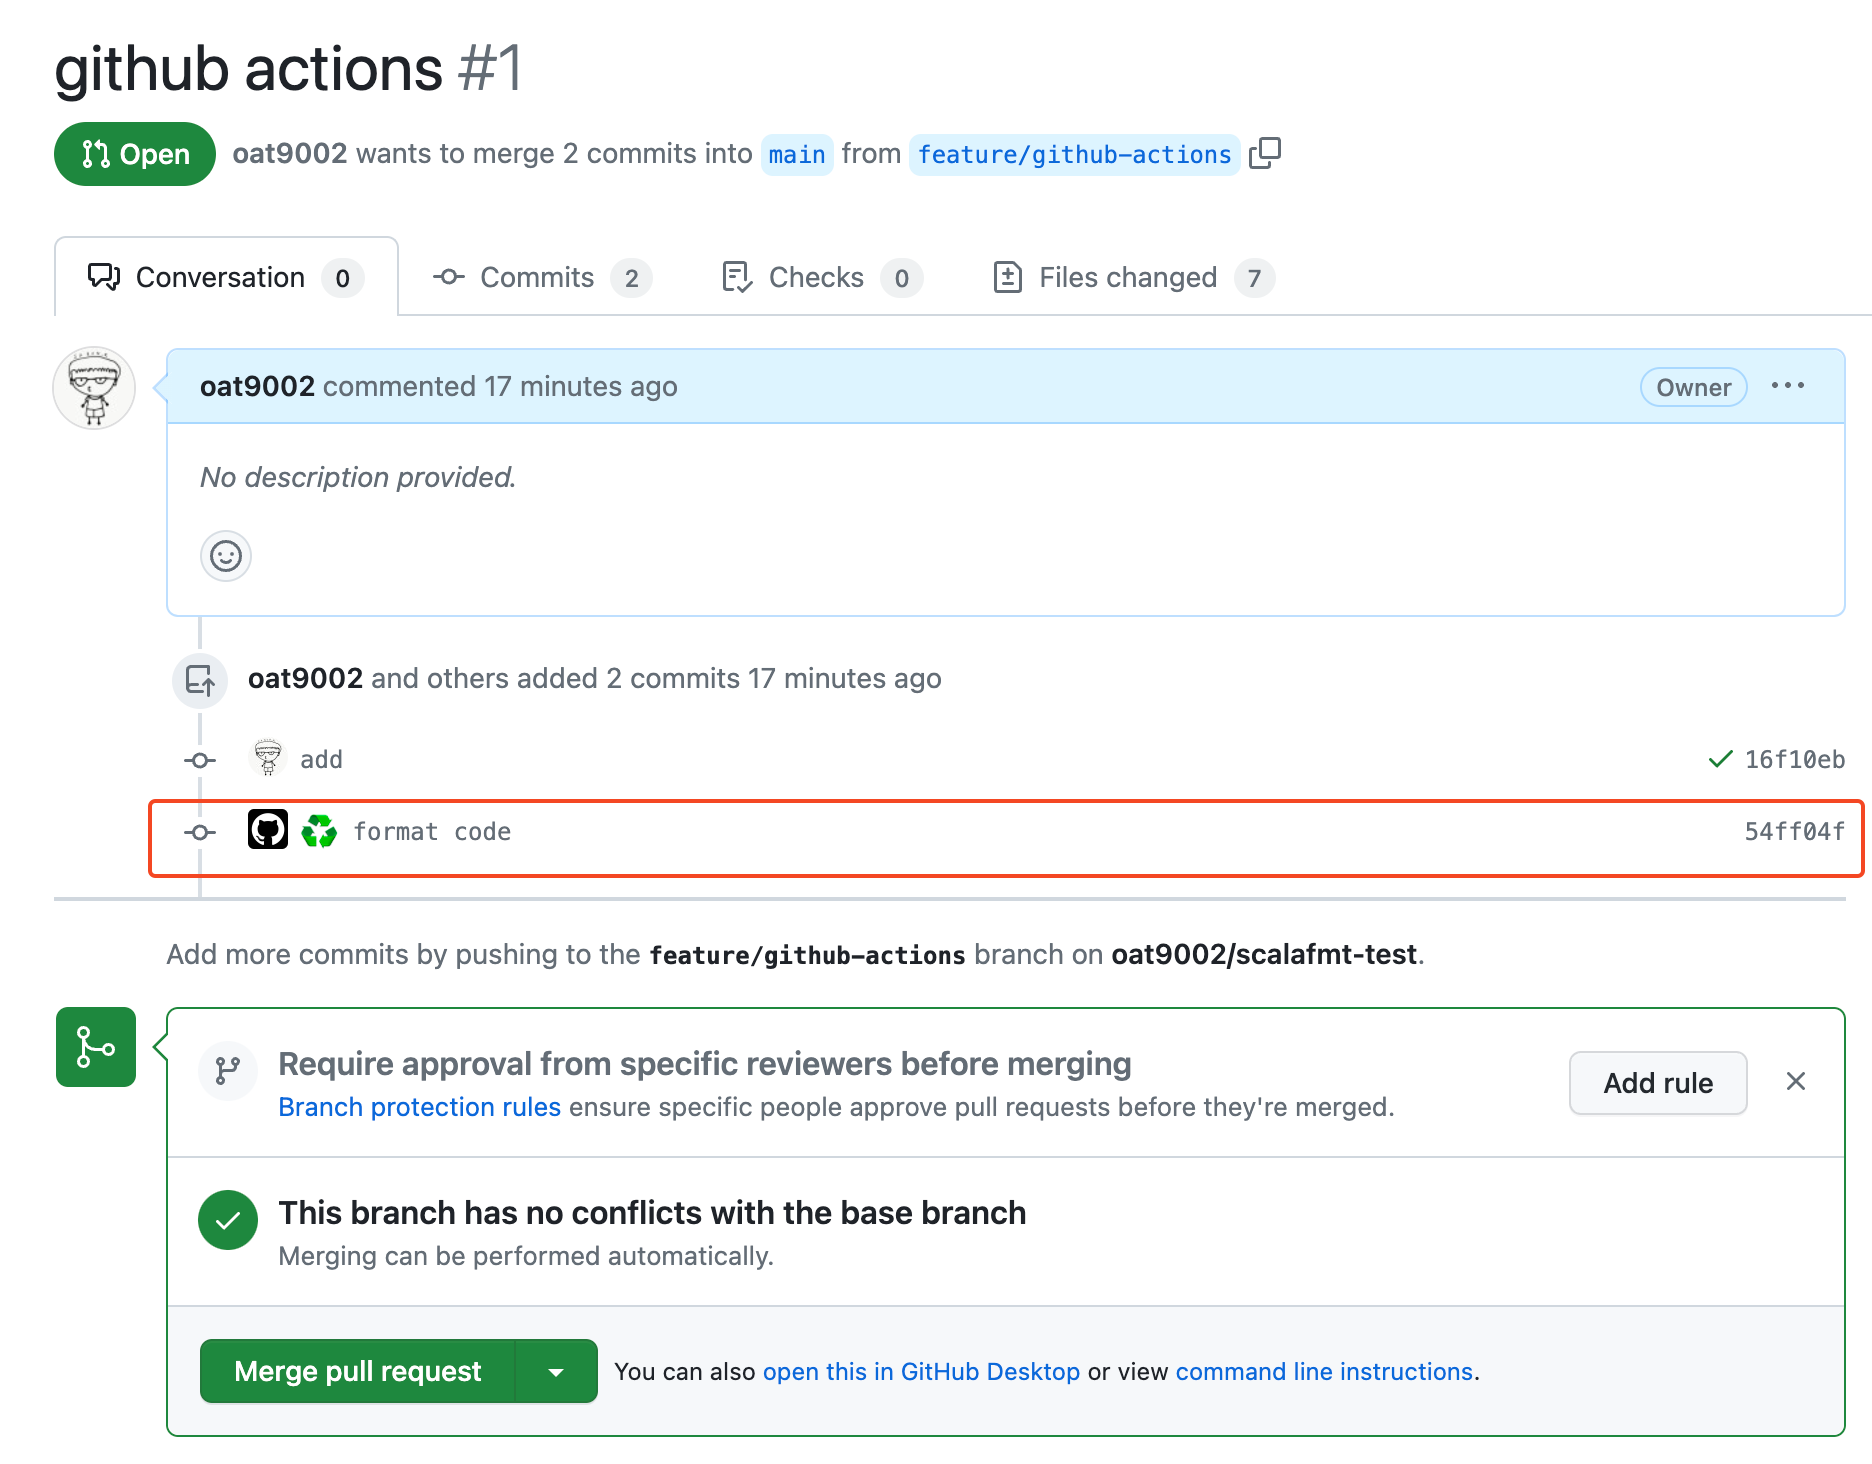 github actions #1
Open oat9002 wants to merge 2 commits into main from feature/github-actions
Conversation 0 Commits 2 Checks 0 Files changed 7
oat9002 commented 17 minutes ago Owner
No description provided.
oat9002 and others added 2 commits 17 minutes ago
add 16f10eb
format code 54ff04f
Add more commits by pushing to the feature/github-actions branch on oat9002/scalafmt-test.
Require approval from specific reviewers before merging
Branch protection rules ensure specific people approve pull requests before they're merged.
Add rule
This branch has no conflicts with the base branch
Merging can be performed automatically.
Merge pull request You can also open this in GitHub Desktop or view command line instructions.